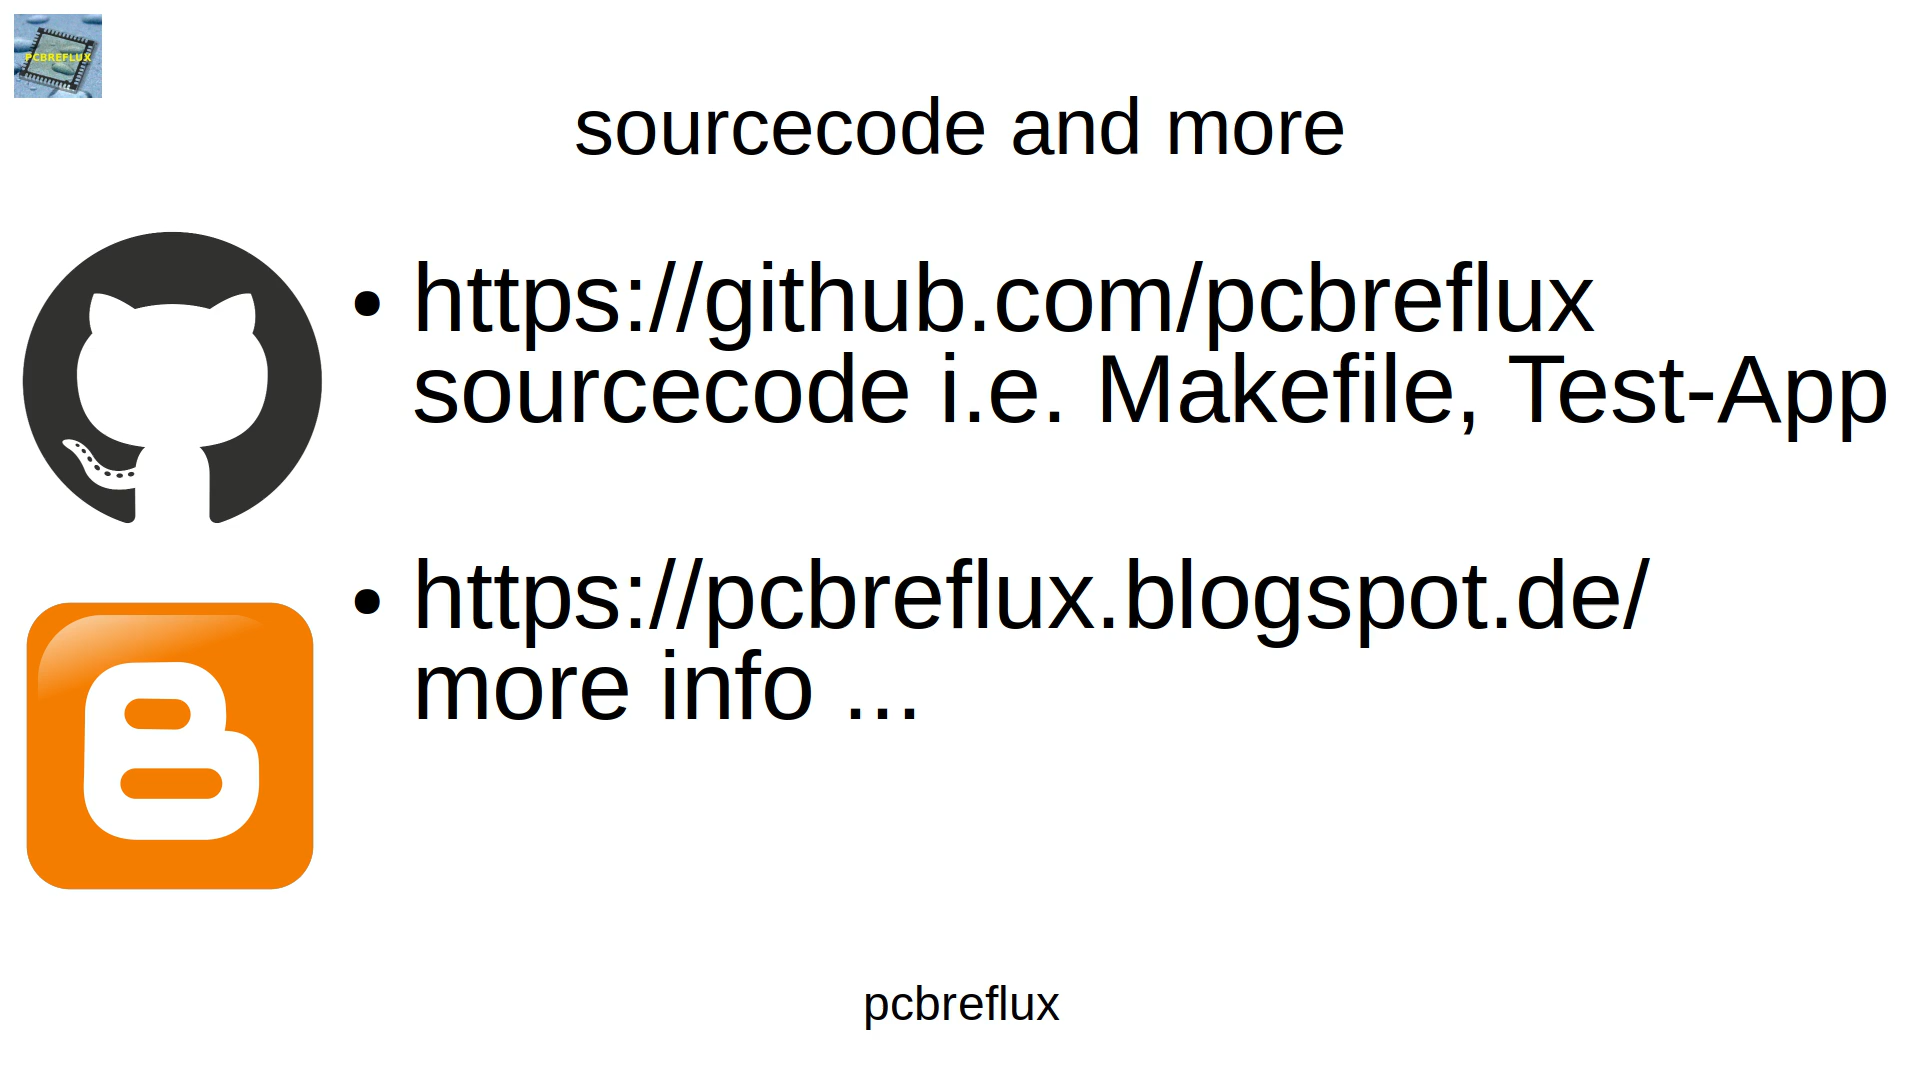 PCBREFLUX
sourcecode and more
• https://github.com/pcbreflux
sourcecode i.e. Makefile, Test-App
• https://pcbreflux.blogspot.de/
more info ...
pcbreflux